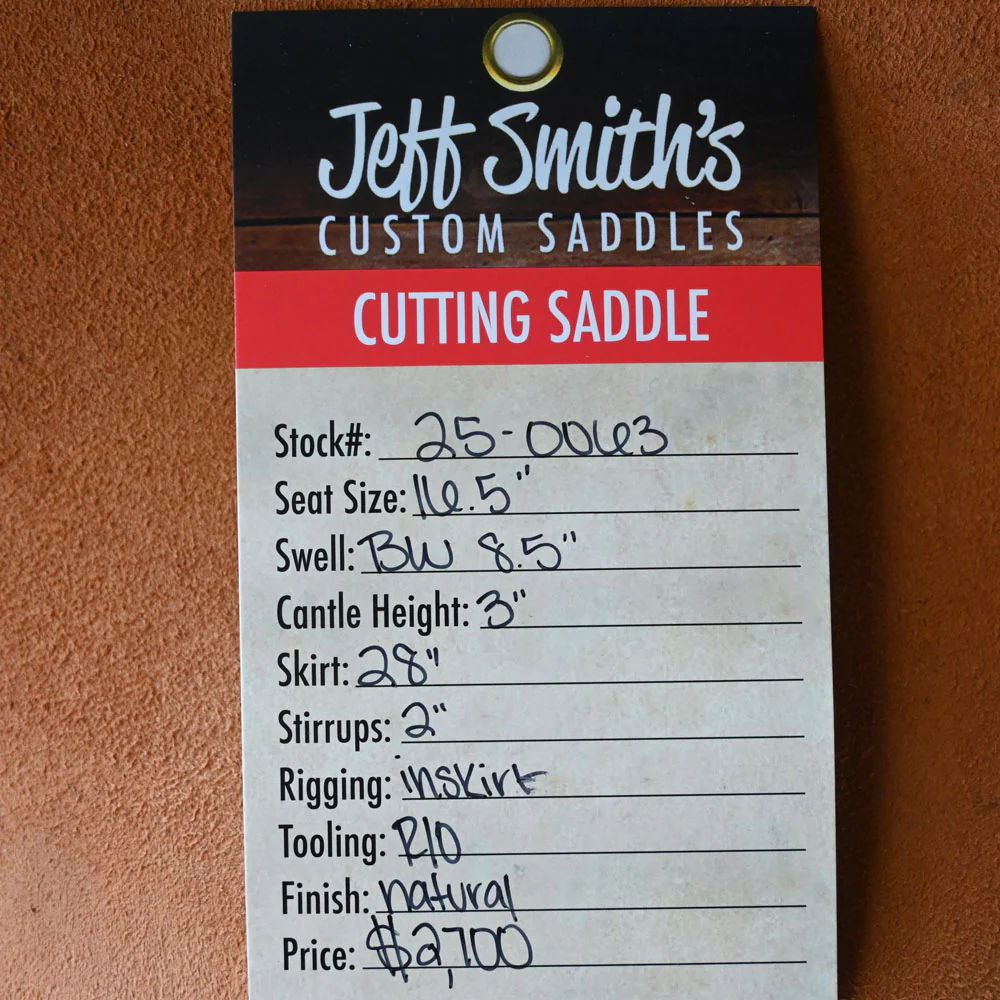 Jeff Smith's
CUSTOM SADDLES
CUTTING SADDLE
Stock#: 25-0063
Seat Size: 16.5"
Swell: BW 8.5"
Cantle Height: 3"
Skirt: 28"
Stirrups: 2"
Rigging: inskirt
Tooling: R10
Finish: natural
Price: $2,700